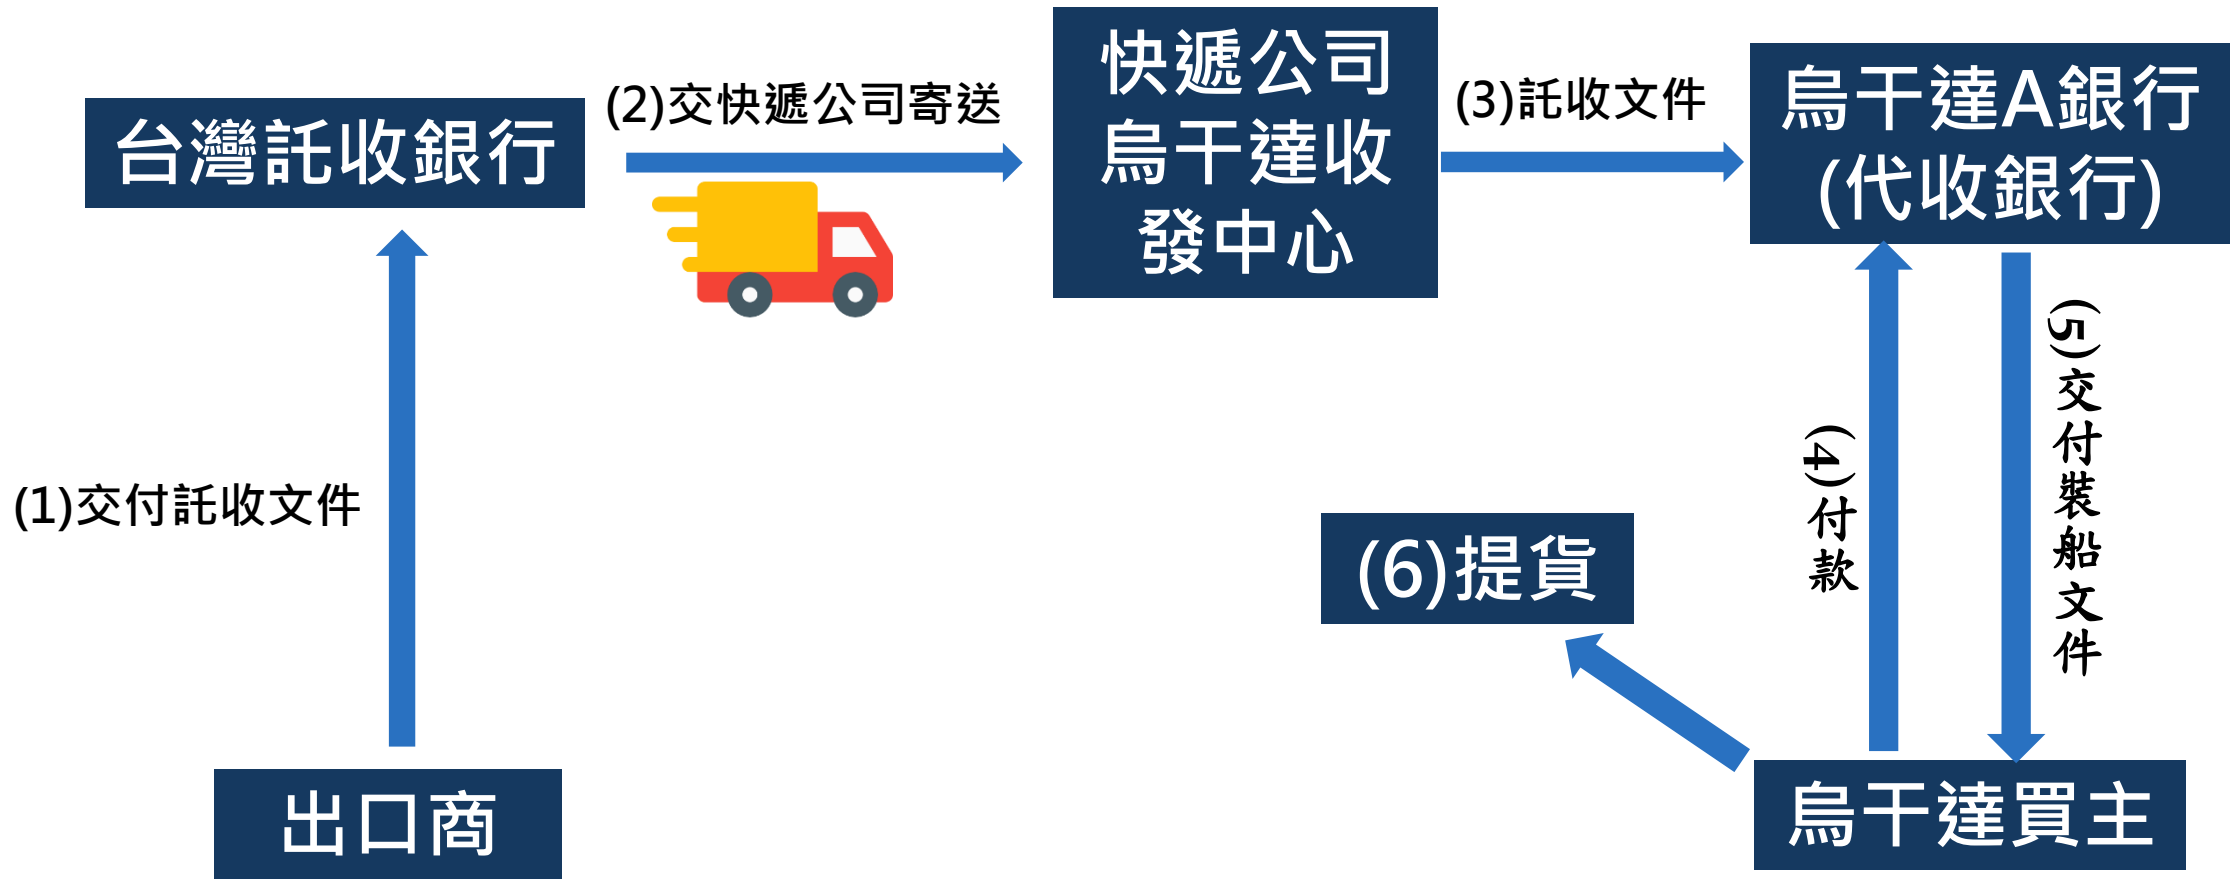 台灣託收銀行
(2)交快遞公司寄送
快遞公司
烏干達收
發中心
(3)託收文件
烏干達A銀行
(代收銀行)
(1)交付託收文件
(4)付款
(5)交付裝船文件
(6)提貨
出口商
烏干達買主